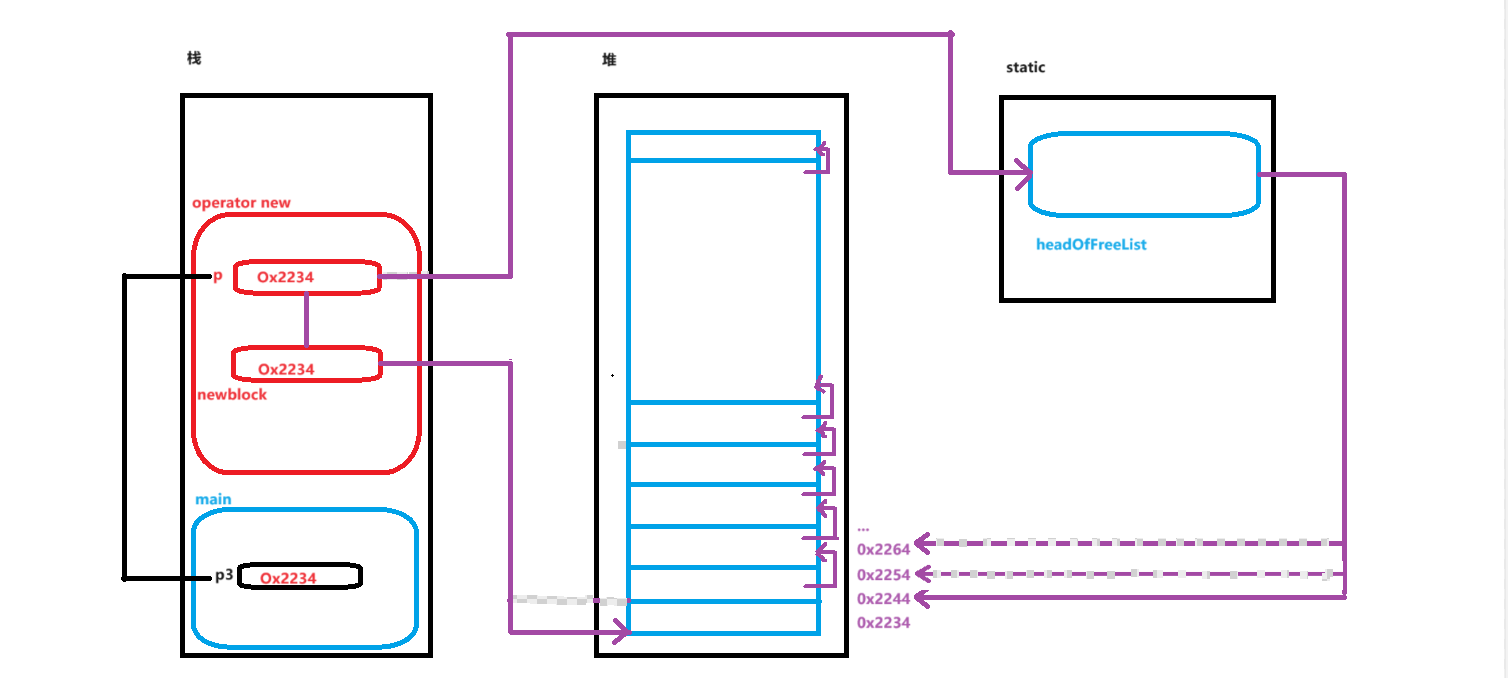 栈
堆
static
operator new
p
Ox2234
Ox2234
newblock
headOfFreeList
main
p3
Ox2234
...
0x2264
0x2254
0x2244
0x2234